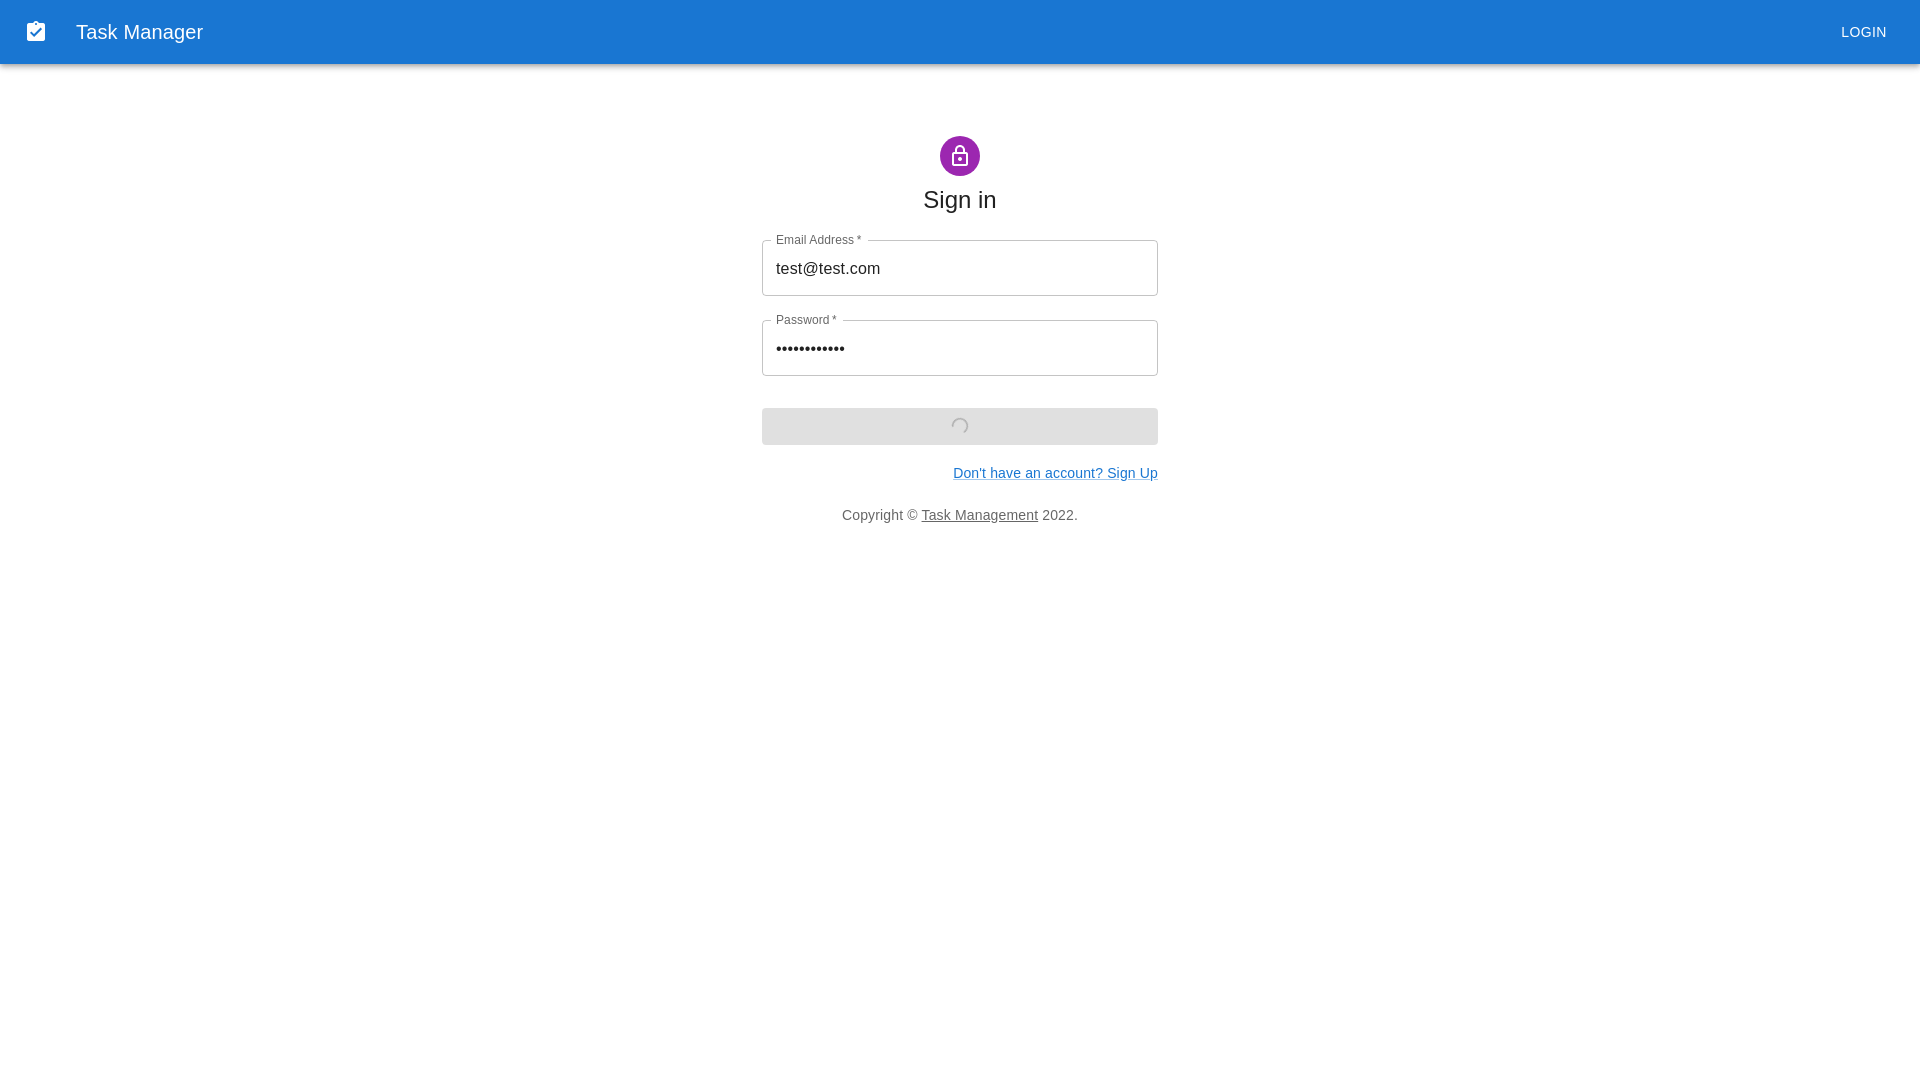 Task Manager
LOGIN
Sign in
Email Address *
test@test.com
Password *
••••••••••••
Don't have an account? Sign Up
Copyright © Task Management 2022.